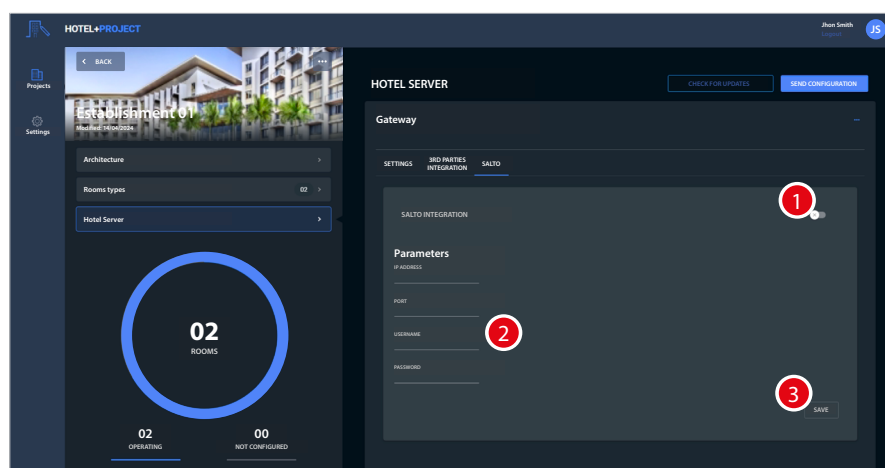 HOTEL+PROJECT
Jhon Smith
Logout
JS
Projects
Settings
BACK
Establishment 01
Modified: 14/04/2024
Architecture
Rooms types 02
Hotel Server
02
ROOMS
02
OPERATING
00
NOT CONFIGURED
HOTEL SERVER
CHECK FOR UPDATES
SEND CONFIGURATION
Gateway
SETTINGS
3RD PARTIES
INTEGRATION
SALTO
SALTO INTEGRATION
1
Parameters
IP ADDRESS
PORT
USERNAME
2
PASSWORD
3
SAVE